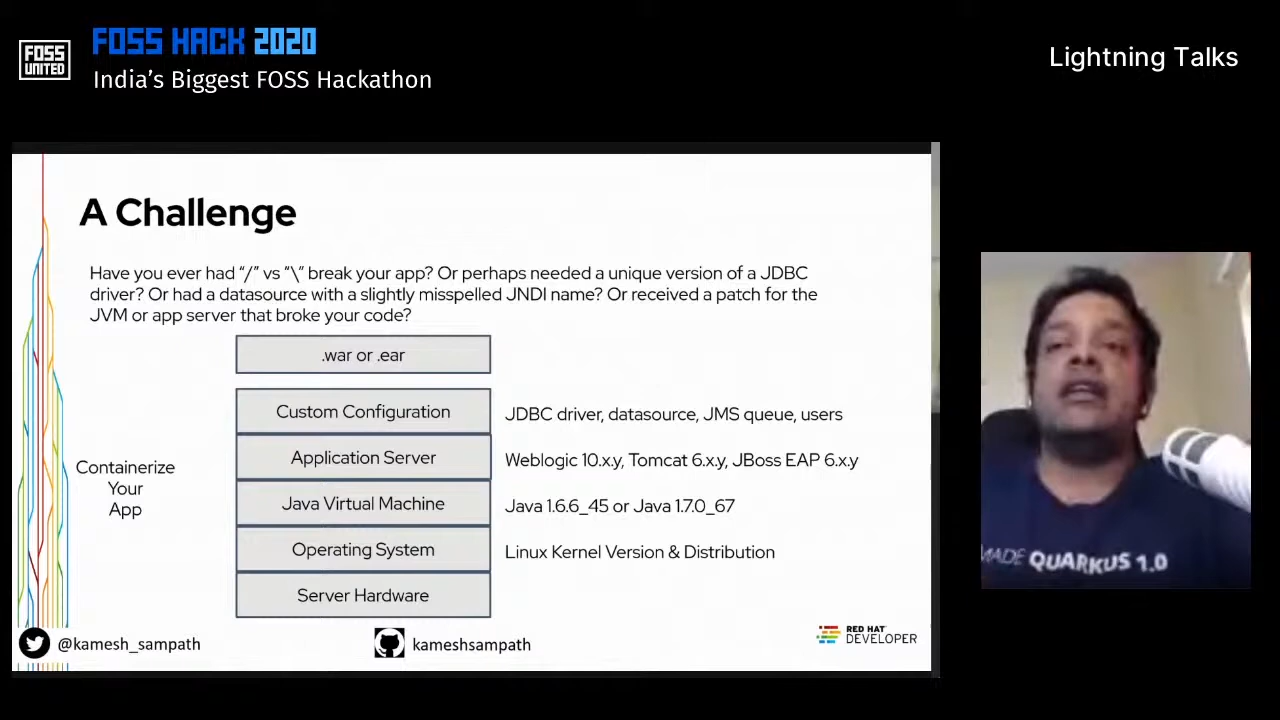 FOSS UNITED
FOSS HACK 2020
India's Biggest FOSS Hackathon
Lightning Talks
A Challenge
Have you ever had "/" vs "\" break your app? Or perhaps needed a unique version of a JDBC
driver? Or had a datasource with a slightly misspelled JNDI name? Or received a patch for the
JVM or app server that broke your code?
.war or .ear
Custom Configuration
JDBC driver, datasource, JMS queue, users
Application Server
Weblogic 10.x.y, Tomcat 6.x.y, JBoss EAP 6.x.y
Containerize
Your
App
Java Virtual Machine
Java 1.6.6_45 or Java 1.7.0_67
Operating System
Linux Kernel Version & Distribution
Server Hardware
@kamesh_sampath
kameshsampath
RED HAT
DEVELOPER
MADE QUARKUS 1.0